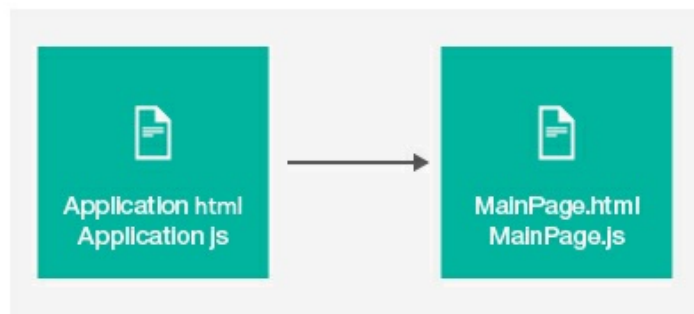 Application html
Application js
MainPage.html
MainPage.js